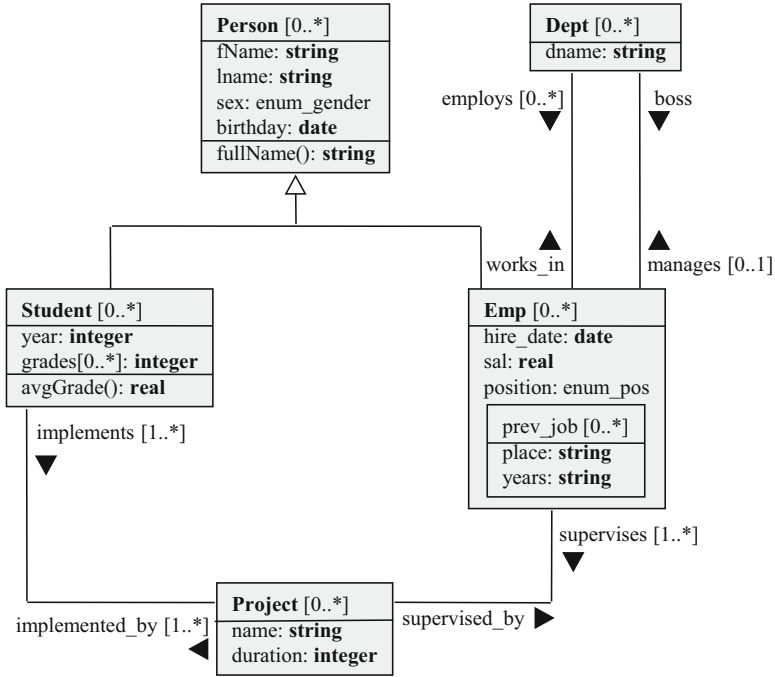 Person [0..*]
fName: string
lname: string
sex: enum_gender
birthday: date
fullName(): string
Dept [0..*]
dname: string
employs [0..*]
boss
works_in
manages [0..1]
Student [0..*]
year: integer
grades[0..*]: integer
avgGrade(): real
Emp [0..*]
hire_date: date
sal: real
position: enum_pos
prev_job [0..*]
place: string
years: string
implements [1..*]
supervises [1..*]
Project [0..*]
name: string
duration: integer
implemented_by [1..*]
supervised_by